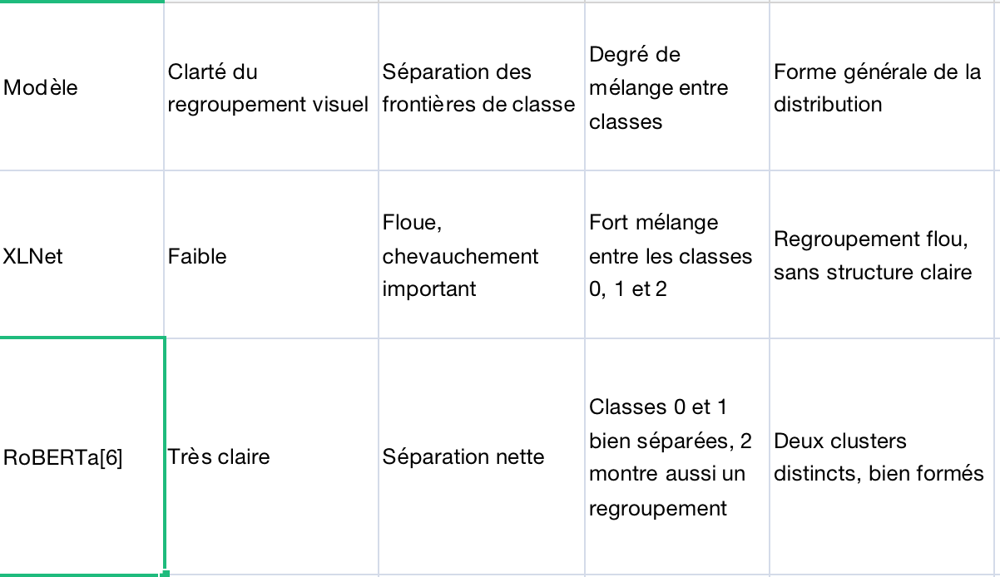 Modèle
Clarté du
regroupement visuel
Séparation des
frontières de classe
Degré de
mélange entre
classes
Forme générale de la
distribution
XLNet
Faible
Floue,
chevauchement
important
Fort mélange
entre les classes
0, 1 et 2
Regroupement flou,
sans structure claire
RoBERTa[6]
Très claire
Séparation nette
Classes 0 et 1
bien séparées, 2
montre aussi un
regroupement
Deux clusters
distincts, bien formés